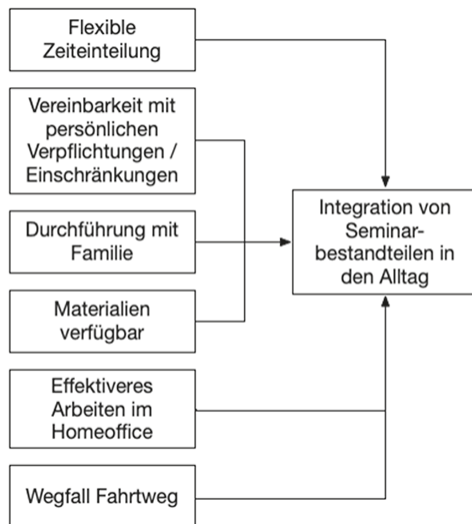 Flexible
Zeiteinteilung
Vereinbarkeit mit
persönlichen
Verpflichtungen /
Einschränkungen
Durchführung mit
Familie
Materialien
verfügbar
Effektiveres
Arbeiten im
Homeoffice
Wegfall Fahrtweg
Integration von
Seminar-
bestandteilen in
den Alltag